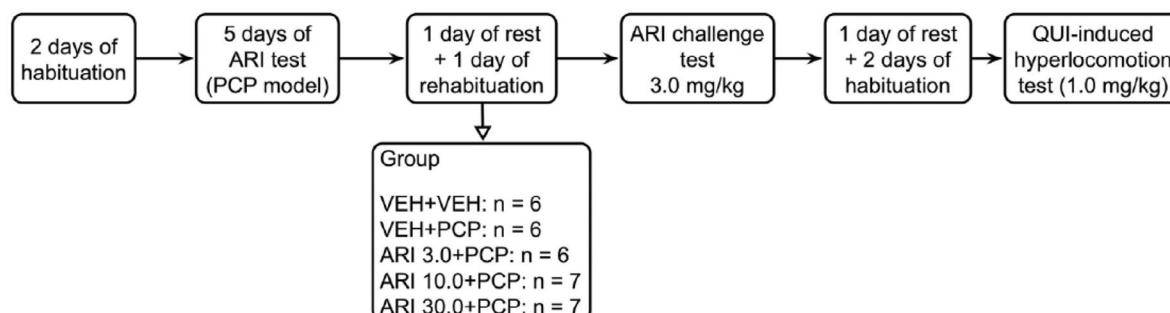 2 days of
habituation
5 days of
ARI test
(PCP model)
1 day of rest
+ 1 day of
rehabituation
ARI challenge
test
3.0 mg/kg
1 day of rest
+ 2 days of
habituation
QUI-induced
hyperlocomotion
test (1.0 mg/kg)
Group
VEH+VEH: n = 6
VEH+PCP: n = 6
ARI 3.0+PCP: n = 6
ARI 10.0+PCP: n = 7
ARI 30.0+PCP: n = 7